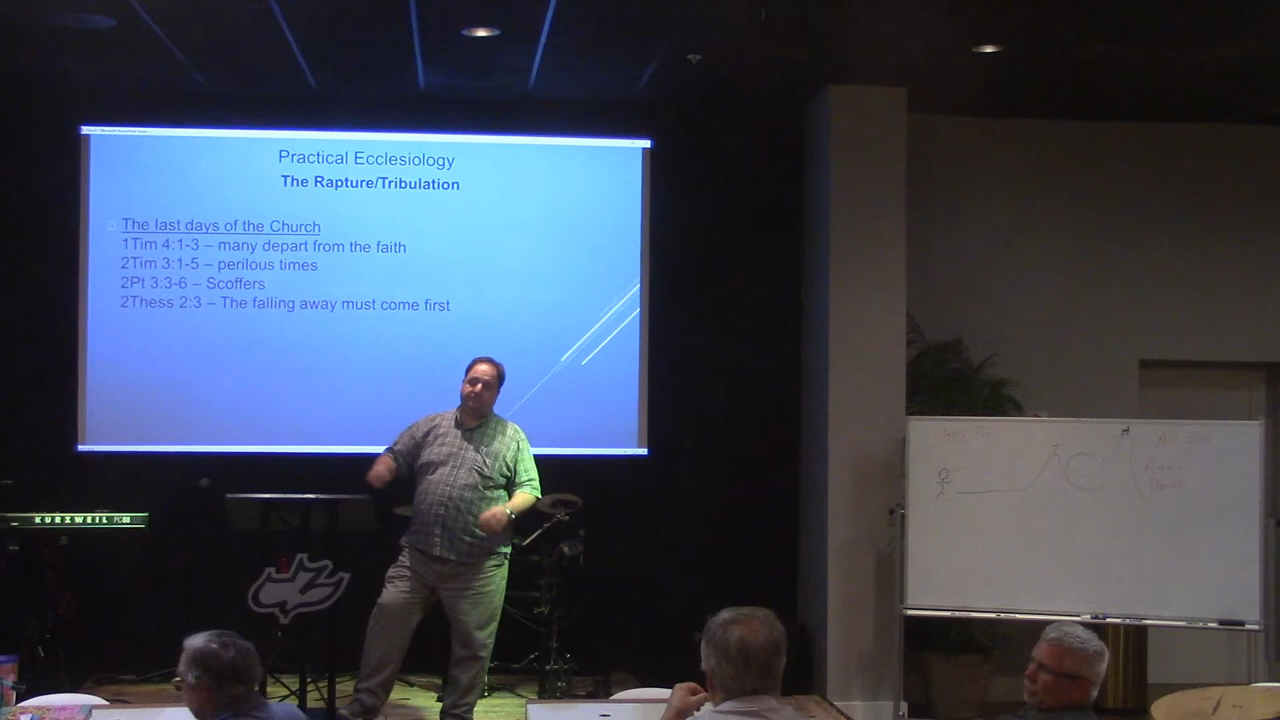 Practical Ecclesiology
The Rapture/Tribulation
The last days of the Church
1Tim 4:1-3 – many depart from the faith
2Tim 3:1-5 – perilous times
2Pt 3:3-6 – Scoffers
2Thess 2:3 – The falling away must come first
KURZWEIL PC88